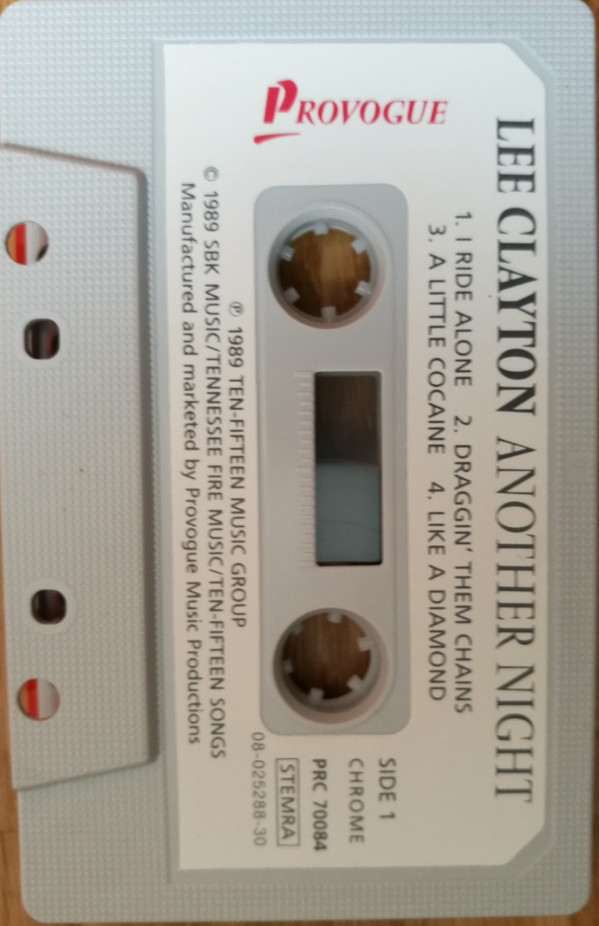 LEE CLAYTON ANOTHER NIGHT
1. I RIDE ALONE 2. DRAGGIN' THEM CHAINS
3. A LITTLE COCAINE 4. LIKE A DIAMOND
PROVOGUE
SIDE 1
CHROME
PRC 70084
STEMRA
08-025288-30
℗ 1989 TEN-FIFTEEN MUSIC GROUP
© 1989 SBK MUSIC/TENNESSEE FIRE MUSIC/TEN-FIFTEEN SONGS
Manufactured and marketed by Provogue Music Productions